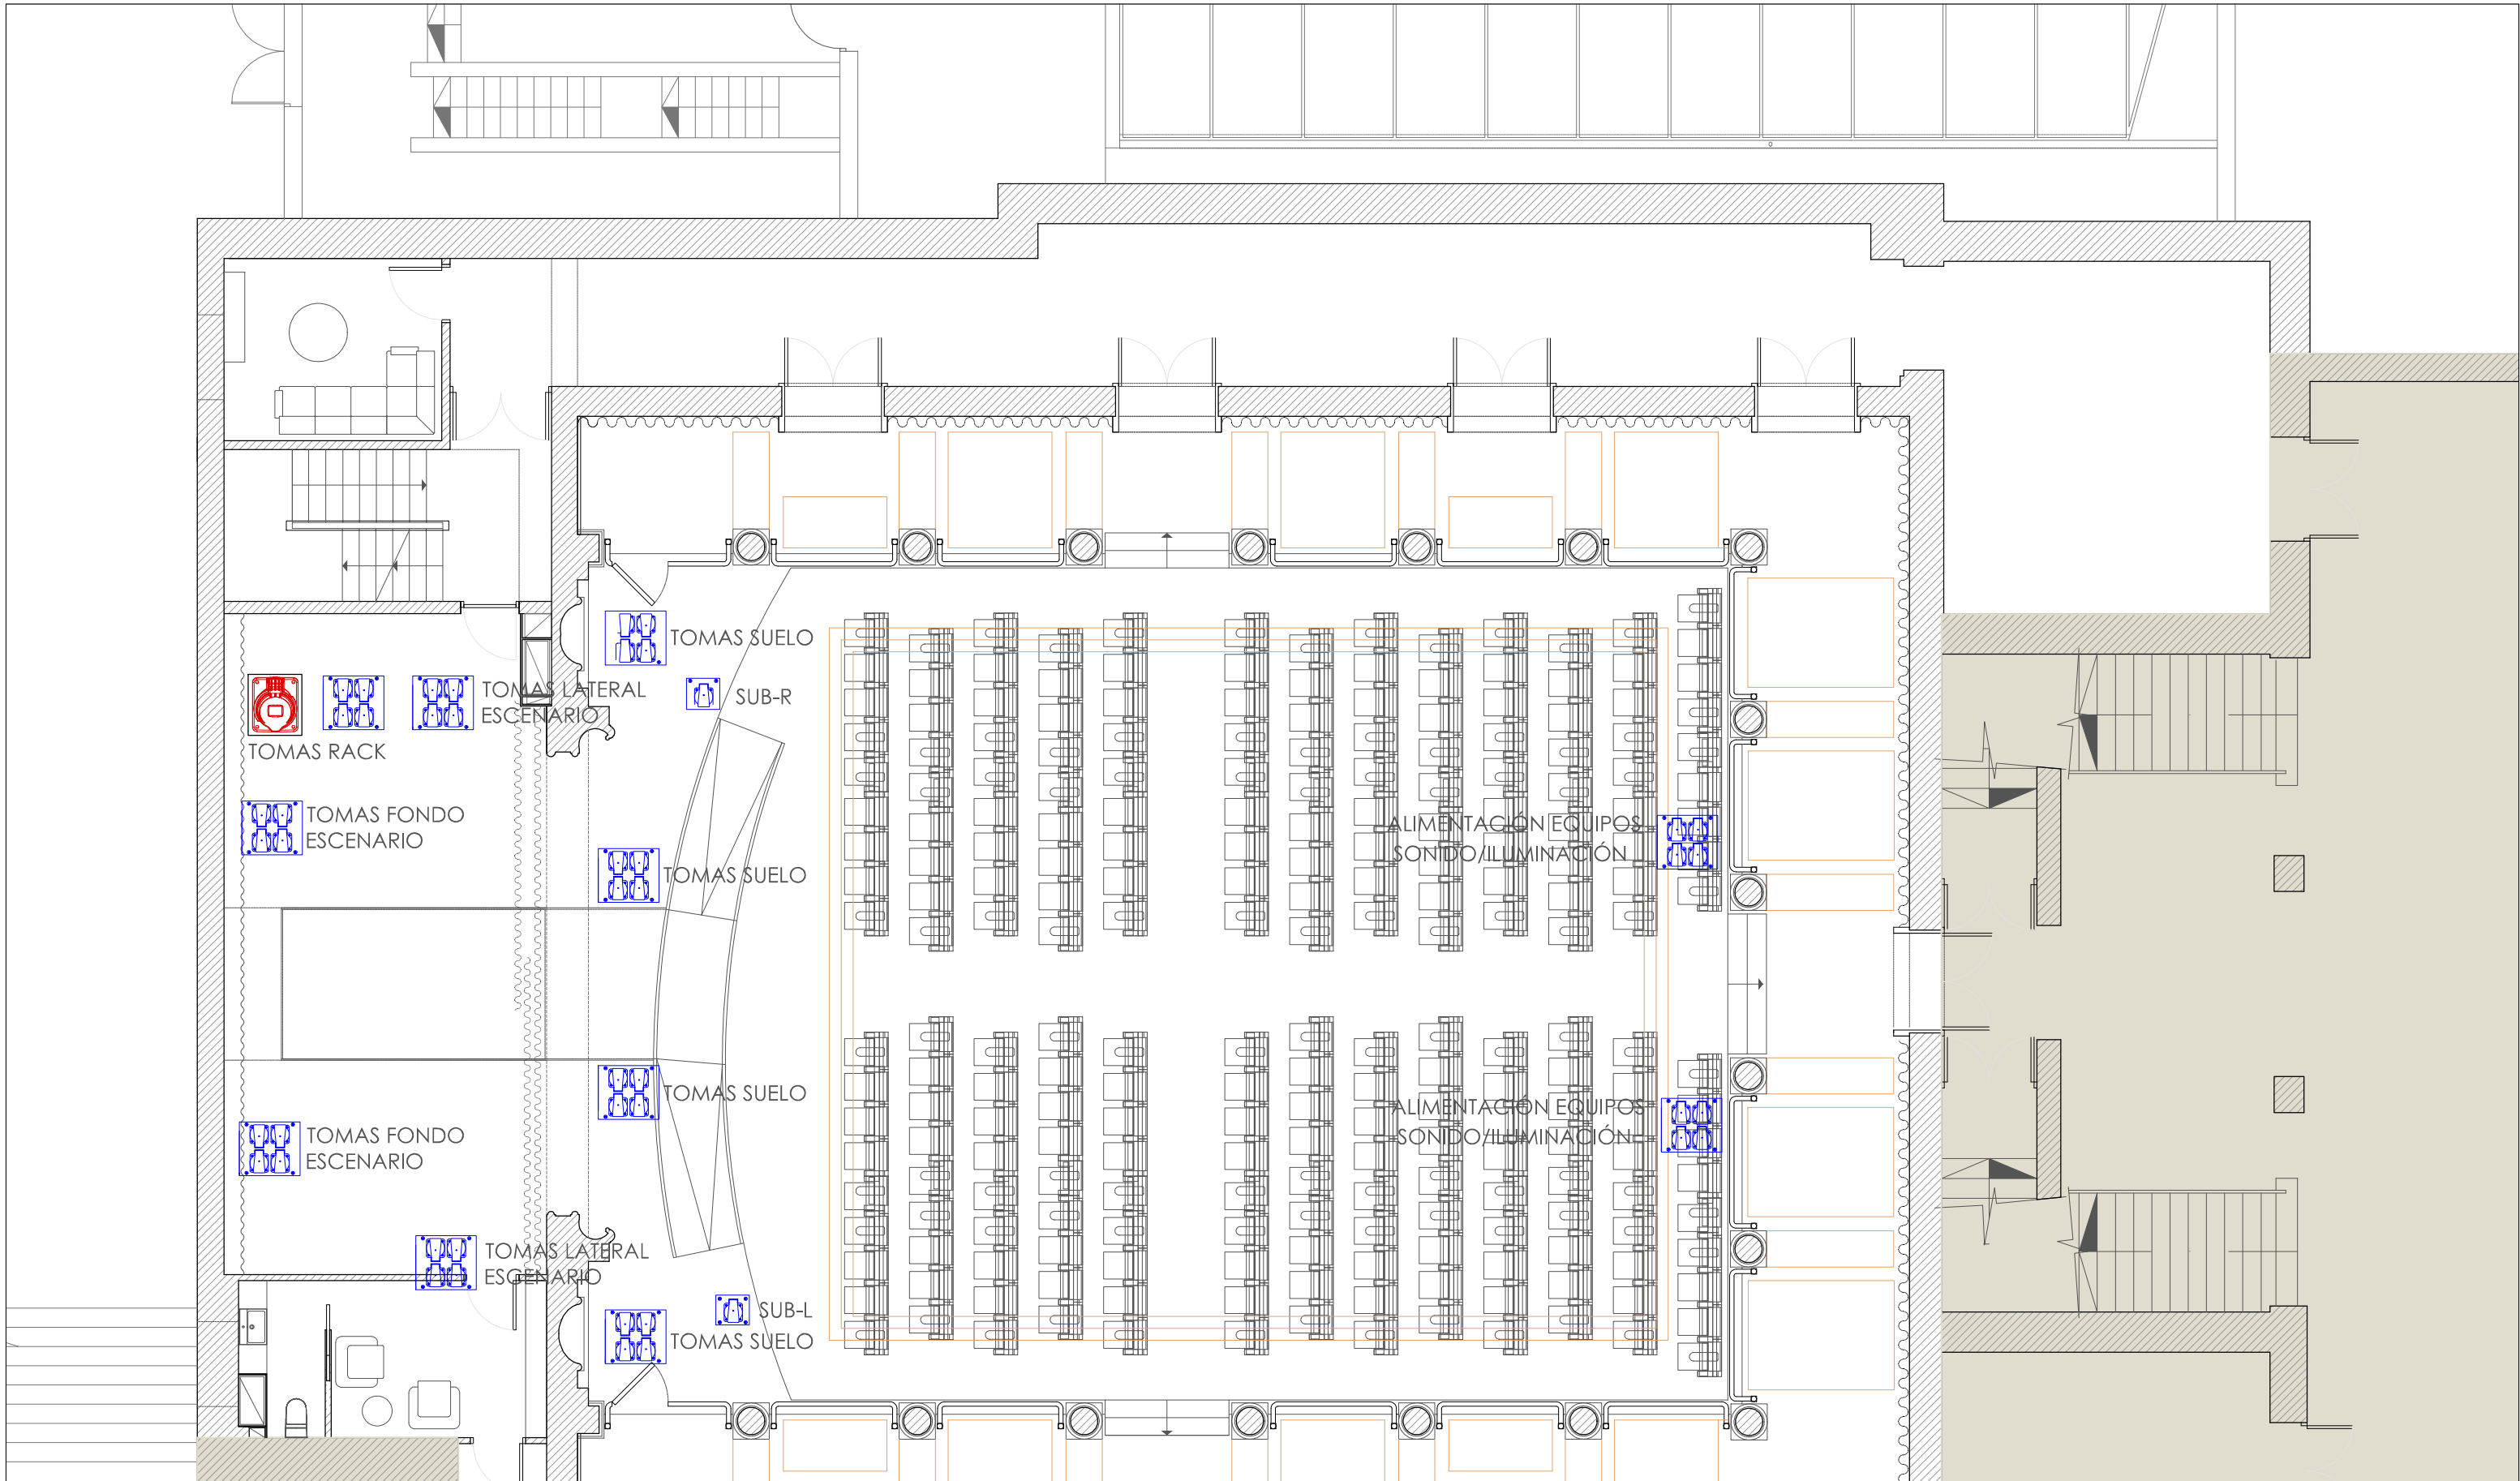 TOMAS SUELO
TOMAS LATERAL
ESCENARIO
SUB-R
TOMAS RACK
TOMAS FONDO
ESCENARIO
ALIMENTACIÓN EQUIPOS
SONIDO/ILUMINACIÓN
TOMAS SUELO
TOMAS SUELO
ALIMENTACIÓN EQUIPOS
SONIDO/ILUMINACIÓN
TOMAS FONDO
ESCENARIO
TOMAS LATERAL
ESCENARIO
SUB-L
TOMAS SUELO